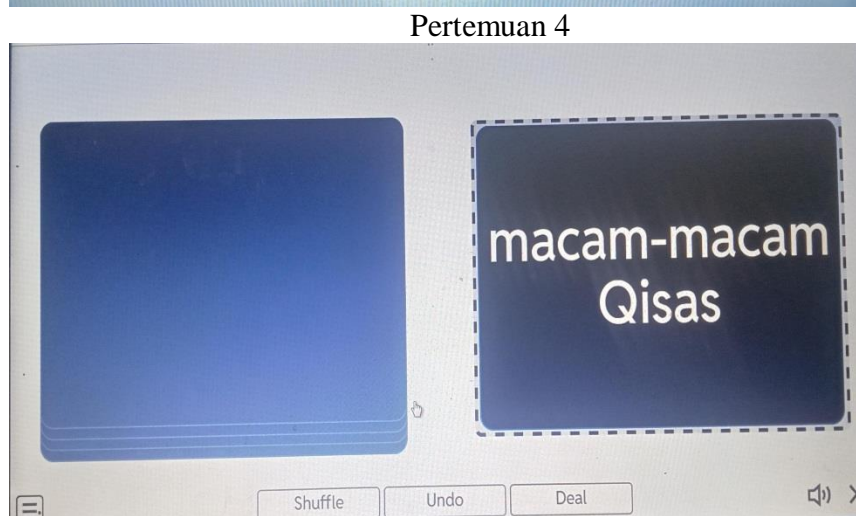 Pertemuan 4
macam-macam
Qisas
Shuffle
Undo
Deal